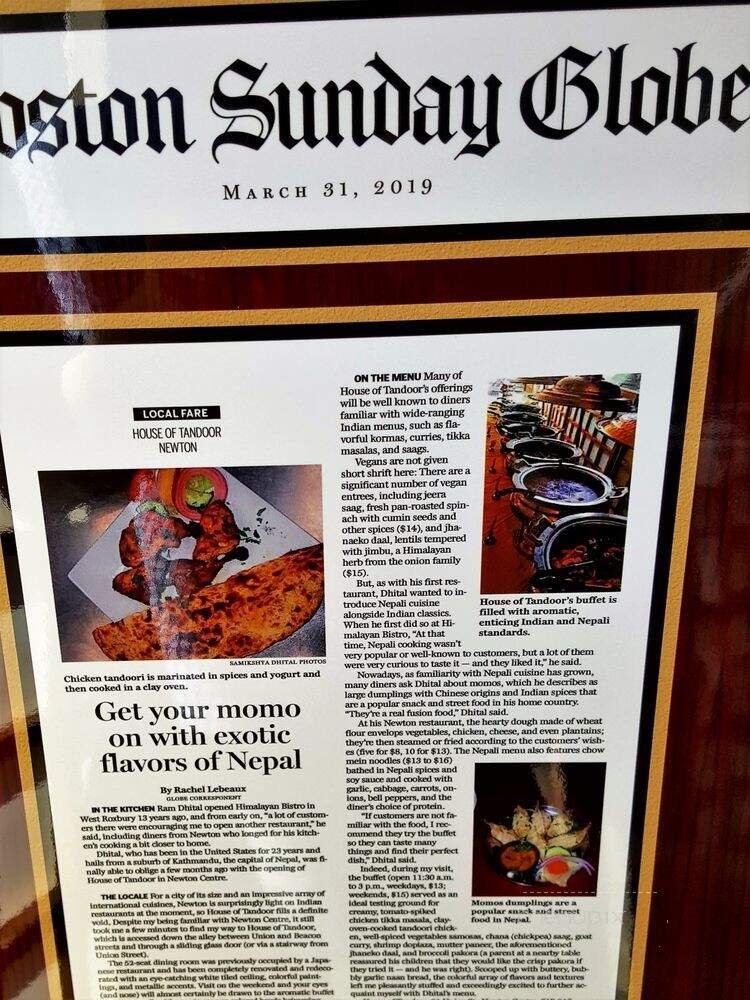 oston Sunday Globe
MARCH 31, 2019
LOCAL FARE
HOUSE OF TANDOOR
NEWTON
SAMIKSHYA DHITAL PHOTOS
Chicken tandoori is marinated in spices and yogurt and
then cooked in a clay oven.
Get your momo
on with exotic
flavors of Nepal
By Rachel Lebeaux
GLOBE CORRESPONDENT
IN THE KITCHEN Ram Dhital opened Himalayan Bistro in
West Roxbury 13 years ago, and from early on, "a lot of custom-
ers there were encouraging me to open another restaurant," he
said, including diners from Newton who longed for his kitch-
en's cooking a bit closer to home.
Dhital, who has been in the United States for 23 years and
hails from a suburb of Kathmandu, the capital of Nepal, was fi-
nally able to oblige a few months ago with the opening of
House of Tandoor in Newton Centre.
THE LOCALE For a city of its size and an impressive array of
international cuisines, Newton is surprisingly light on Indian
restaurants at the moment, so House of Tandoor fills a definite
void. Despite my being familiar with Newton Centre, it still
took me a few minutes to find my way to House of Tandoor,
which is accessed down the alley between Union and Beacon
streets and through a sliding glass door (or via a stairway from
Union Street).
The 52-seat dining room was previously occupied by a Japa-
nese restaurant and has been completely renovated and redeco-
rated with an eye-catching white tiled ceiling, colorful paint-
ings, and metallic accents. Visit on the weekend and your eyes
(and nose) will almost certainly be drawn to the aromatic buffet
ON THE MENU Many of
House of Tandoor's offerings
will be well known to diners
familiar with wide-ranging
Indian menus, such as fla-
vorful kormas, curries, tikka
masalas, and saags.
Vegans are not given
short shrift here: There are a
significant number of vegan
entrees, including jeera
saag, fresh pan-roasted spin-
ach with cumin seeds and
other spices ($14), and jha-
naeko daal, lentils tempered
with jimbu, a Himalayan
herb from the onion family
($15).
But, as with his first res-
taurant, Dhital wanted to in-
troduce Nepali cuisine
alongside Indian classics.
When he first did so at Hi-
malayan Bistro, "At that
time, Nepali cooking wasn't
very popular or well-known to customers, but a lot of them
were very curious to taste it — and they liked it," he said.
Nowadays, as familiarity with Nepali cuisine has grown,
many diners ask Dhital about momos, which he describes as
large dumplings with Chinese origins and Indian spices that
are a popular snack and street food in his home country.
"They're a real fusion food," Dhital said.
At his Newton restaurant, the hearty dough made of wheat
flour envelops vegetables, chicken, cheese, and even plantains;
they're then steamed or fried according to the customers' wish-
es (five for $8, 10 for $13). The Nepali menu also features chow
mein noodles ($13 to $16)
bathed in Nepali spices and
soy sauce and cooked with
garlic, cabbage, carrots, on-
ions, bell peppers, and the
diner's choice of protein.
"If customers are not fa-
miliar with the food, I rec-
ommend they try the buffet
so they can taste many
things and find their perfect
dish," Dhital said.
Indeed, during my visit,
the buffet (open 11:30 a.m.
to 3 p.m., weekdays, $13;
weekends, $15) served as an
ideal testing ground for
creamy, tomato-spiked
chicken tikka masala, clay-
oven-cooked tandoori chick-
en, well-spiced vegetables samosas, chana (chickpea) saag, goat
curry, shrimp dopiaza, mutter paneer, the aforementioned
jhaneko daal, and broccoli pakora (a parent at a nearby table
reassured his children that they would like the crisp pakora if
they tried it — and he was right). Scooped up with buttery, bub-
bly garlic naan bread, the colorful array of flavors and textures
left me pleasantly stuffed and exceedingly excited to further ac-
quaint myself with Dhital's menu.
House of Tandoor's buffet is
filled with aromatic,
enticing Indian and Nepali
standards.
Momos dumplings are a
popular snack and street
food in Nepal.